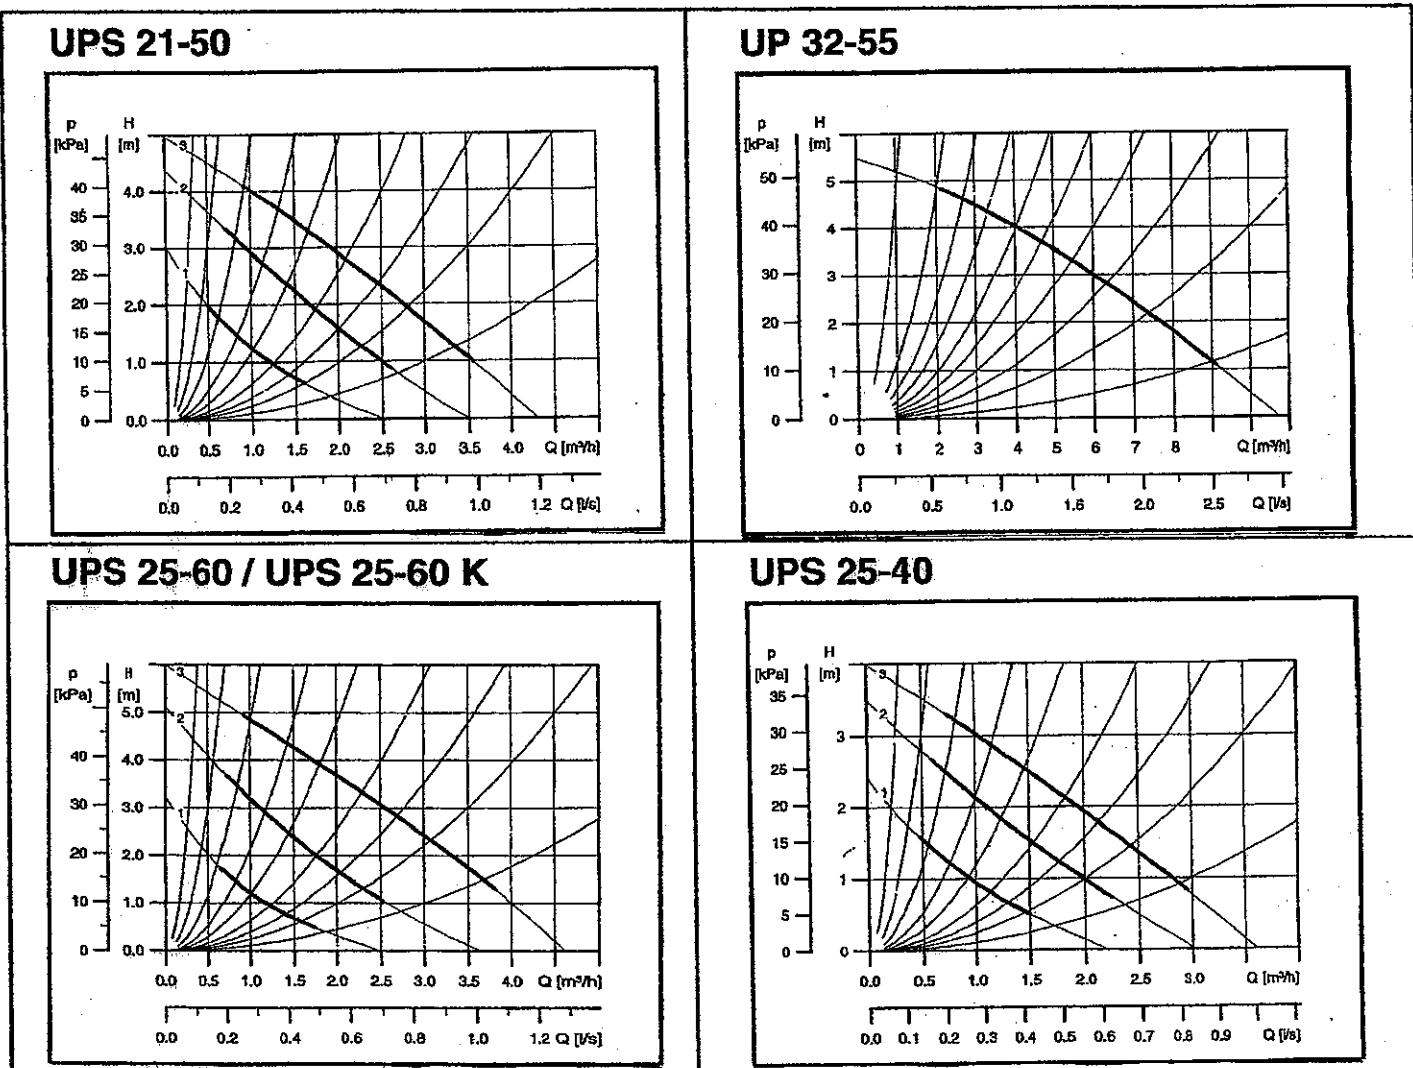 UPS 21-50
p H
[kPa] [m]
3
2
1
40 4.0
35
30 3.0
25
20 2.0
15
10 1.0
5
0 0.0
0.0 0.5 1.0 1.5 2.0 2.5 3.0 3.5 4.0 Q [m³/h]
0.0 0.2 0.4 0.6 0.8 1.0 1.2 Q [l/s]
UP 32-55
p H
[kPa] [m]
50 5
40 4
30 3
20 2
10 1
0 0
0 1 2 3 4 5 6 7 8 Q [m³/h]
0.0 0.5 1.0 1.5 2.0 2.5 Q [l/s]
UPS 25-60 / UPS 25-60 K
p H
[kPa] [m]
3
2
1
5.0
40 4.0
30 3.0
20 2.0
10 1.0
0 0.0
0.0 0.5 1.0 1.5 2.0 2.5 3.0 3.5 4.0 Q [m³/h]
0.0 0.2 0.4 0.6 0.8 1.0 1.2 Q [l/s]
UPS 25-40
p H
[kPa] [m]
3
2
1
35
30 3
25
20 2
15
10 1
5
0 0
0.0 0.5 1.0 1.5 2.0 2.5 3.0 Q [m³/h]
0.0 0.1 0.2 0.3 0.4 0.5 0.6 0.7 0.8 0.9 Q [l/s]